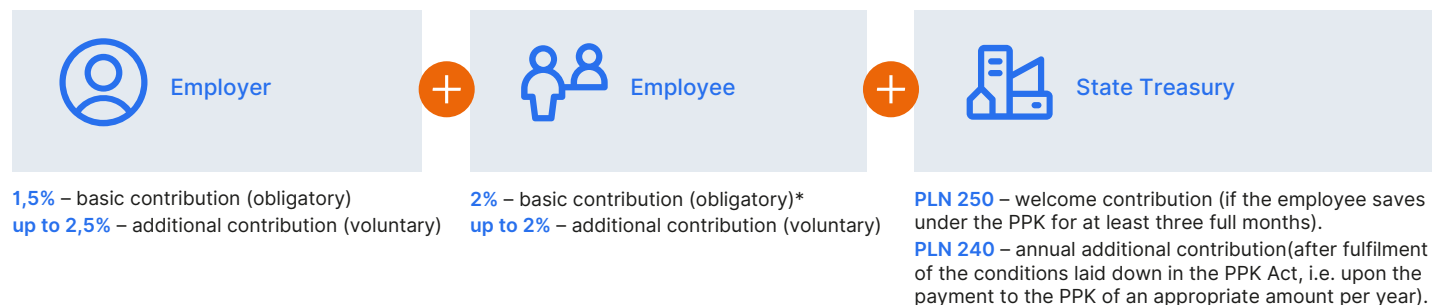 Employer
Employee
State Treasury
1,5% – basic contribution (obligatory)
up to 2,5% – additional contribution (voluntary)
2% – basic contribution (obligatory)*
up to 2% – additional contribution (voluntary)
PLN 250 – welcome contribution (if the employee saves
under the PPK for at least three full months).
PLN 240 – annual additional contribution(after fulfilment
of the conditions laid down in the PPK Act, i.e. upon the
payment to the PPK of an appropriate amount per year).